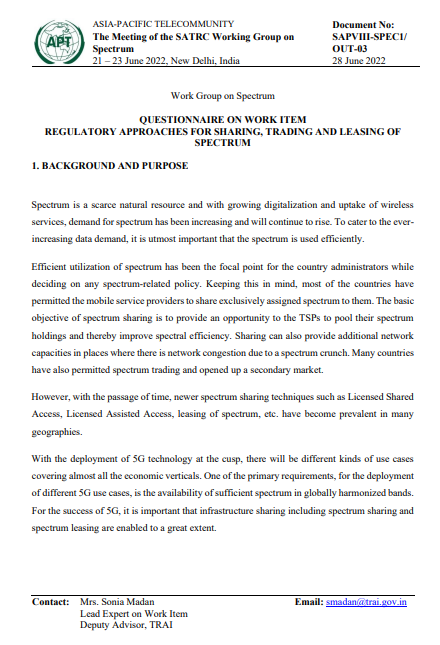 APT
ASIA-PACIFIC TELECOMMUNITY
The Meeting of the SATRC Working Group on
Spectrum
21 – 23 June 2022, New Delhi, India
Document No:
SAPVIII-SPEC1/
OUT-03
28 June 2022
Work Group on Spectrum
QUESTIONNAIRE ON WORK ITEM
REGULATORY APPROACHES FOR SHARING, TRADING AND LEASING OF
SPECTRUM
1. BACKGROUND AND PURPOSE
Spectrum is a scarce natural resource and with growing digitalization and uptake of wireless
services, demand for spectrum has been increasing and will continue to rise. To cater to the ever-
increasing data demand, it is utmost important that the spectrum is used efficiently.
Efficient utilization of spectrum has been the focal point for the country administrators while
deciding on any spectrum-related policy. Keeping this in mind, most of the countries have
permitted the mobile service providers to share exclusively assigned spectrum to them. The basic
objective of spectrum sharing is to provide an opportunity to the TSPs to pool their spectrum
holdings and thereby improve spectral efficiency. Sharing can also provide additional network
capacities in places where there is network congestion due to a spectrum crunch. Many countries
have also permitted spectrum trading and opened up a secondary market.
However, with the passage of time, newer spectrum sharing techniques such as Licensed Shared
Access, Licensed Assisted Access, leasing of spectrum, etc. have become prevalent in many
geographies.
With the deployment of 5G technology at the cusp, there will be different kinds of use cases
covering almost all the economic verticals. One of the primary requirements, for the deployment
of different 5G use cases, is the availability of sufficient spectrum in globally harmonized bands.
For the success of 5G, it is important that infrastructure sharing including spectrum sharing and
spectrum leasing are enabled to a great extent.
Contact: Mrs. Sonia Madan
Lead Expert on Work Item
Deputy Advisor, TRAI
Email: smadan@trai.gov.in